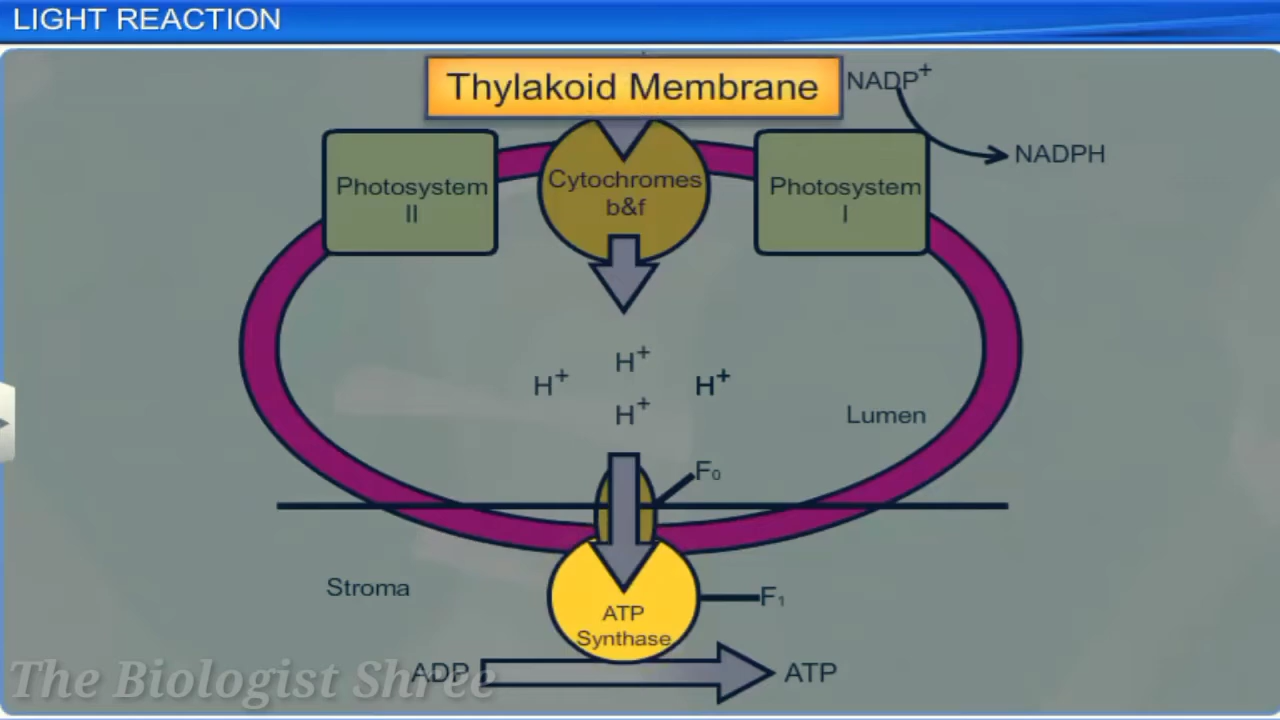 LIGHT REACTION
Thylakoid Membrane
NADP+
NADPH
Photosystem
II
Cytochromes
b&f
Photosystem
I
H+
H+
H+
H+
Lumen
F0
Stroma
F1
ATP
Synthase
ADP
ATP
The Biologist Shree